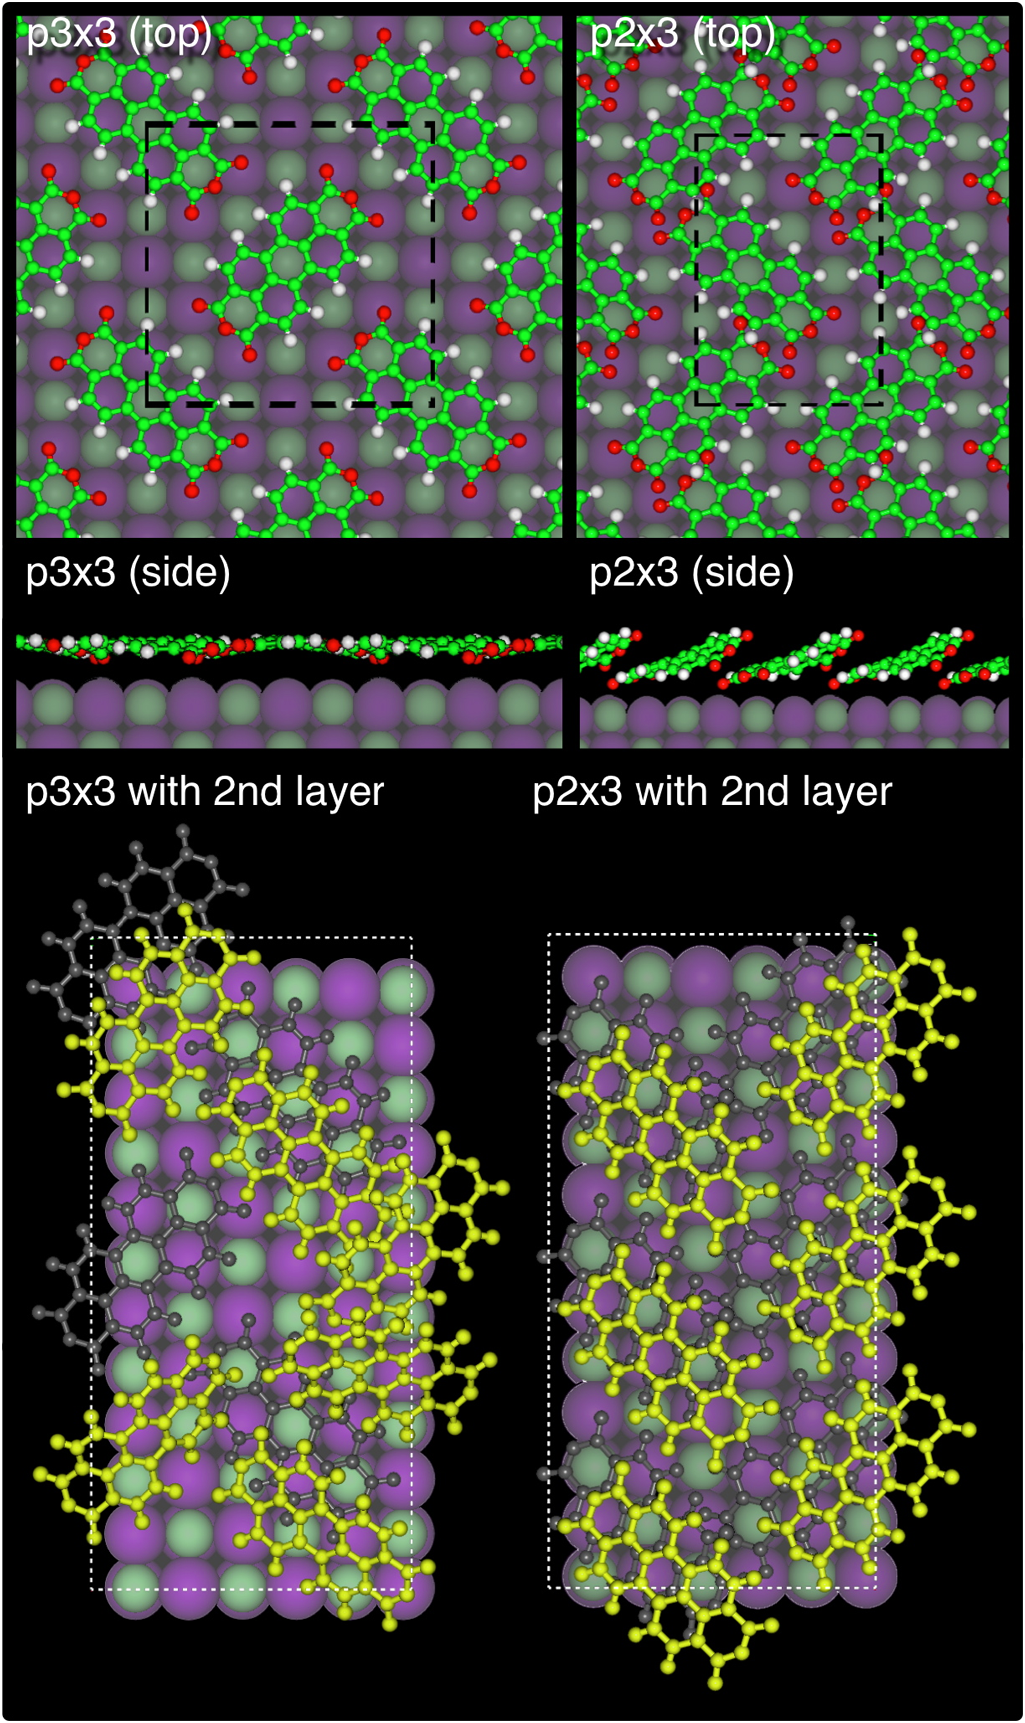 p3x3 (top)
p2x3 (top)
p3x3 (side)
p2x3 (side)
p3x3 with 2nd layer
p2x3 with 2nd layer